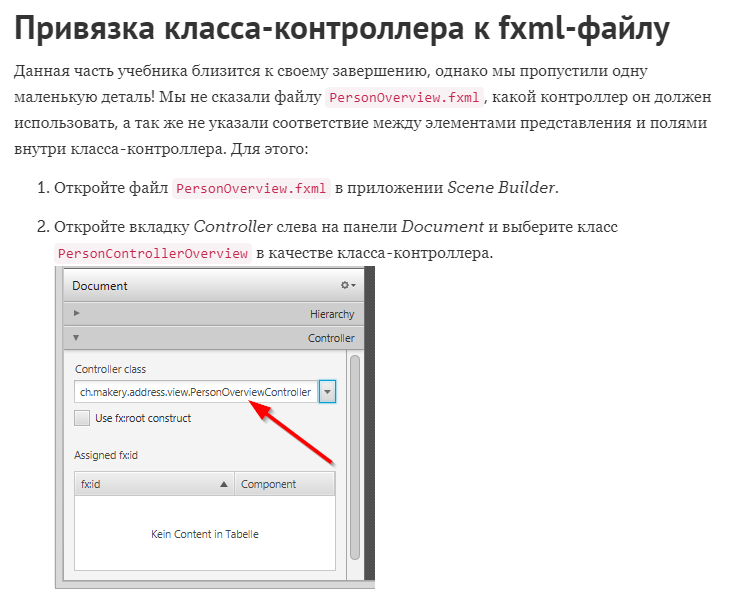 Привязка класса-контроллера к fxml-файлу
Данная часть учебника близится к своему завершению, однако мы пропустили одну
маленькую деталь! Мы не сказали файлу PersonOverview.fxml, какой контроллер он должен
использовать, а так же не указали соответствие между элементами представления и полями
внутри класса-контроллера. Для этого:
1. Откройте файл PersonOverview.fxml в приложении Scene Builder.
2. Откройте вкладку Controller слева на панели Document и выберите класс
PersonControllerOverview в качестве класса-контроллера.
Document
Hierarchy
Controller
Controller class
ch.makery.address.view.PersonOverviewController
Use fx:root construct
Assigned fx:id
fx:id Component
Kein Content in Tabelle